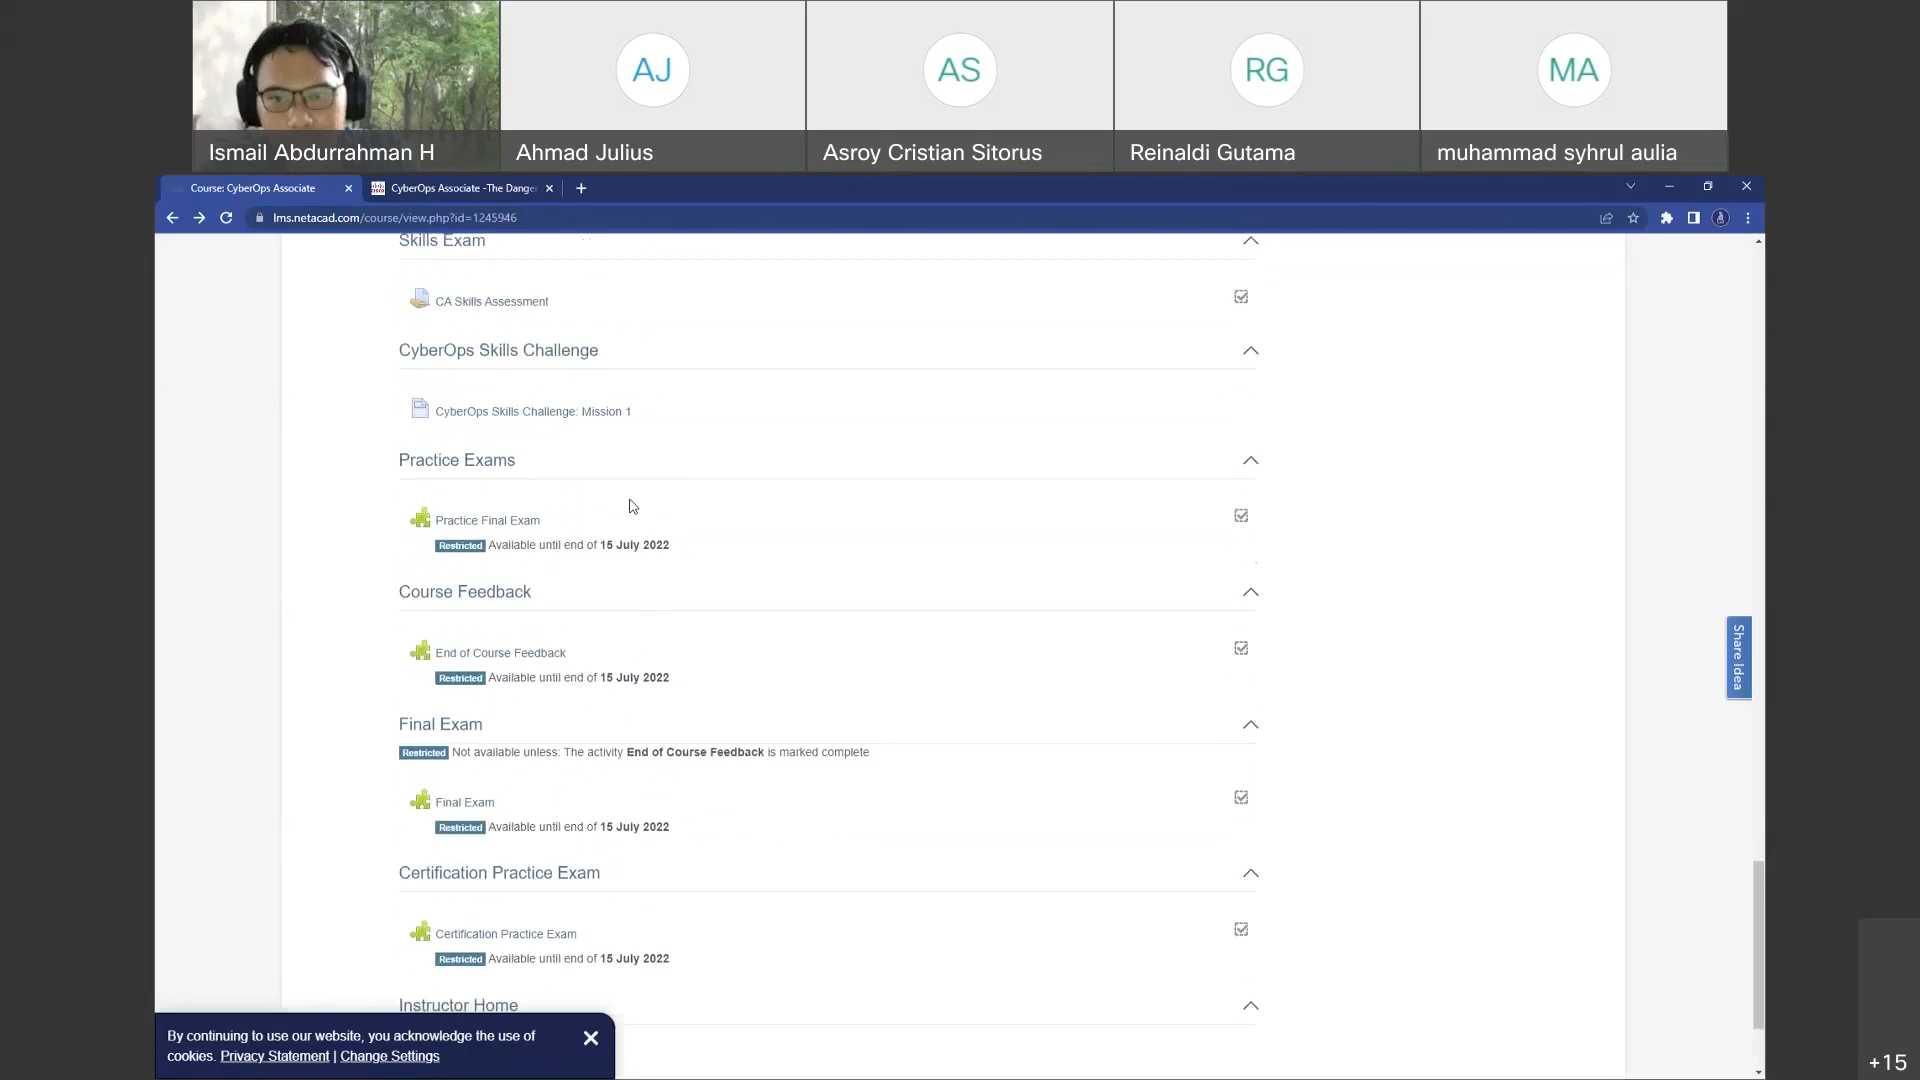 AJ
AS
RG
MA
Ismail Abdurrahman H
Ahmad Julius
Asroy Cristian Sitorus
Reinaldi Gutama
muhammad syhrul aulia
Course: CyberOps Associate
CyberOps Associate -The Danger
lms.netacad.com/course/view.php?id=1245946
Skills Exam
CA Skills Assessment
CyberOps Skills Challenge
CyberOps Skills Challenge: Mission 1
Practice Exams
Practice Final Exam
Restricted Available until end of 15 July 2022
Course Feedback
End of Course Feedback
Restricted Available until end of 15 July 2022
Share Idea
Final Exam
Restricted Not available unless: The activity End of Course Feedback is marked complete
Final Exam
Restricted Available until end of 15 July 2022
Certification Practice Exam
Certification Practice Exam
Restricted Available until end of 15 July 2022
Instructor Home
By continuing to use our website, you acknowledge the use of
cookies. Privacy Statement | Change Settings
+15